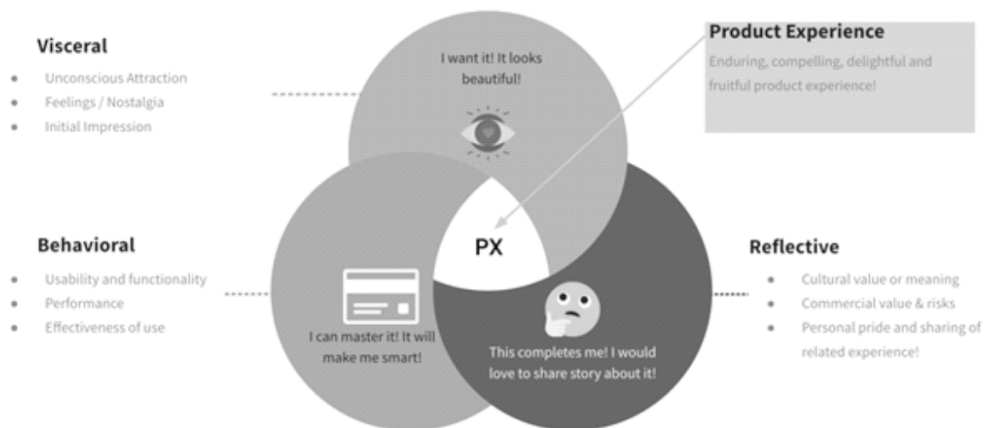 Visceral
● Unconscious Attraction
● Feelings / Nostalgia
● Initial Impression
I want it! It looks
beautiful!
Product Experience
Enduring, compelling, delightful and
fruitful product experience!
PX
Behavioral
● Usability and functionality
● Performance
● Effectiveness of use
I can master it! It will
make me smart!
This completes me! I would
love to share story about it!
Reflective
● Cultural value or meaning
● Commercial value & risks
● Personal pride and sharing of
related experience!